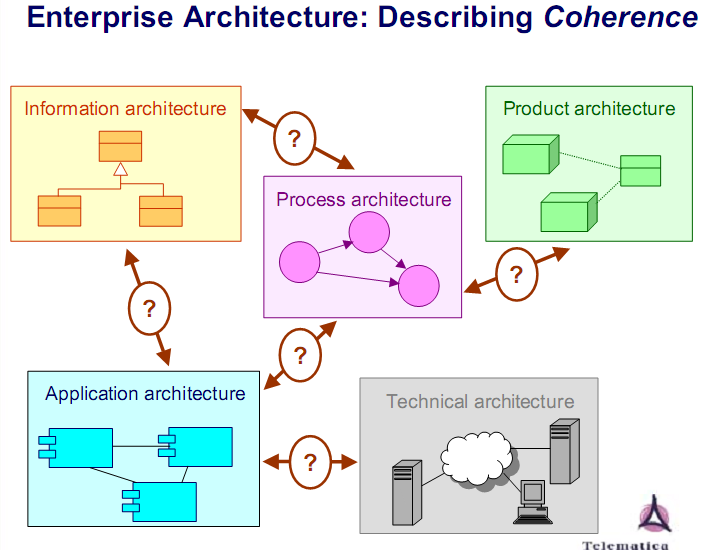 Enterprise Architecture: Describing Coherence
Information architecture
?
Product architecture
Process architecture
?
?
?
Application architecture
Technical architecture
?
Telematica